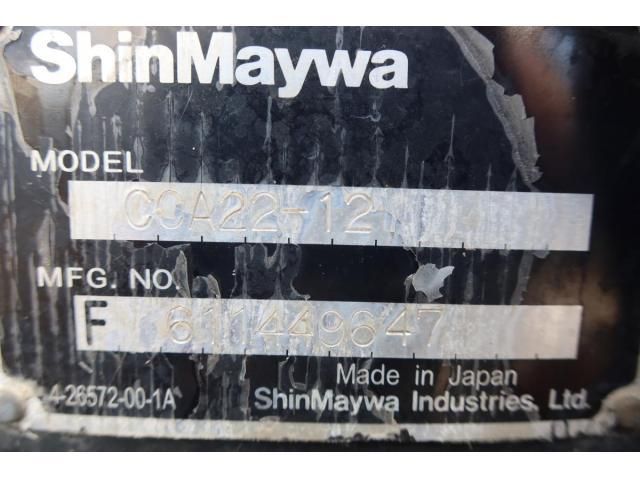 ShinMaywa
MODEL
CCA22-12
MFG. NO.
F 611449647
Made in Japan
4-26572-00-1A
ShinMaywa Industries, Ltd.